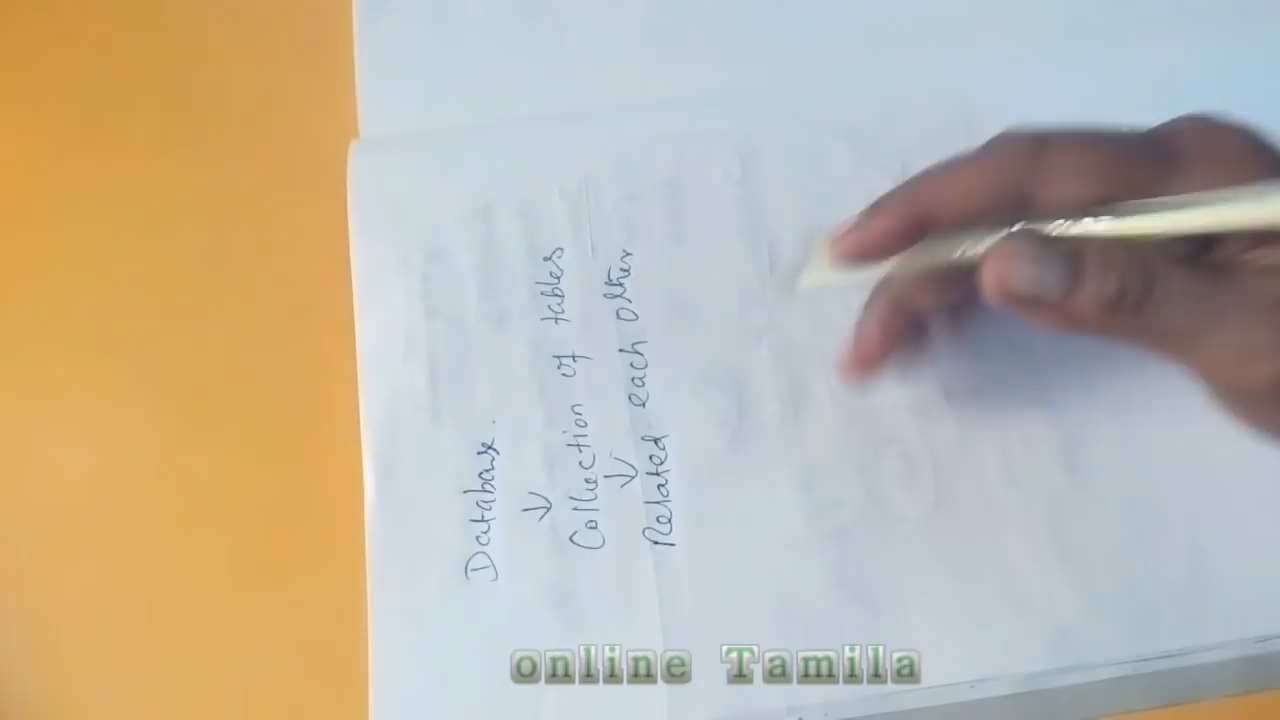 Database.
↓
Collection of tables
↓
Related each other
online Tamila